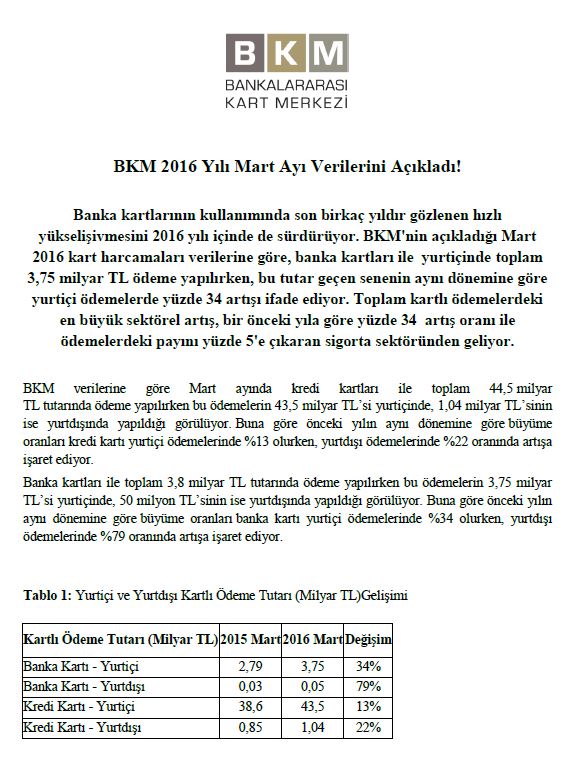 BKM
BANKALARARASI
KART MERKEZİ
BKM 2016 Yılı Mart Ayı Verilerini Açıkladı!
Banka kartlarının kullanımında son birkaç yıldır gözlenen hızlı
yükselişivmesini 2016 yılı içinde de sürdürüyor. BKM'nin açıkladığı Mart
2016 kart harcamaları verilerine göre, banka kartları ile yurtiçinde toplam
3,75 milyar TL ödeme yapılırken, bu tutar geçen senenin aynı dönemine göre
yurtiçi ödemelerde yüzde 34 artışı ifade ediyor. Toplam kartlı ödemelerdeki
en büyük sektörel artış, bir önceki yıla göre yüzde 34 artış oranı ile
ödemelerdeki payını yüzde 5'e çıkaran sigorta sektöründen geliyor.
BKM verilerine göre Mart ayında kredi kartları ile toplam 44,5 milyar
TL tutarında ödeme yapılırken bu ödemelerin 43,5 milyar TL'si yurtiçinde, 1,04 milyar TL'sinin
ise yurtdışında yapıldığı görülüyor. Buna göre önceki yılın aynı dönemine göre büyüme
oranları kredi kartı yurtiçi ödemelerinde %13 olurken, yurtdışı ödemelerinde %22 oranında artışa
işaret ediyor.
Banka kartları ile toplam 3,8 milyar TL tutarında ödeme yapılırken bu ödemelerin 3,75 milyar
TL'si yurtiçinde, 50 milyon TL'sinin ise yurtdışında yapıldığı görülüyor. Buna göre önceki yılın
aynı dönemine göre büyüme oranları banka kartı yurtiçi ödemelerinde %34 olurken, yurtdışı
ödemelerinde %79 oranında artışa işaret ediyor.
Tablo 1: Yurtiçi ve Yurtdışı Kartlı Ödeme Tutarı (Milyar TL)Gelişimi
Kartlı Ödeme Tutarı (Milyar TL) 2015 Mart 2016 Mart Değişim
Banka Kartı - Yurtiçi 2,79 3,75 34%
Banka Kartı - Yurtdışı 0,03 0,05 79%
Kredi Kartı - Yurtiçi 38,6 43,5 13%
Kredi Kartı - Yurtdışı 0,85 1,04 22%